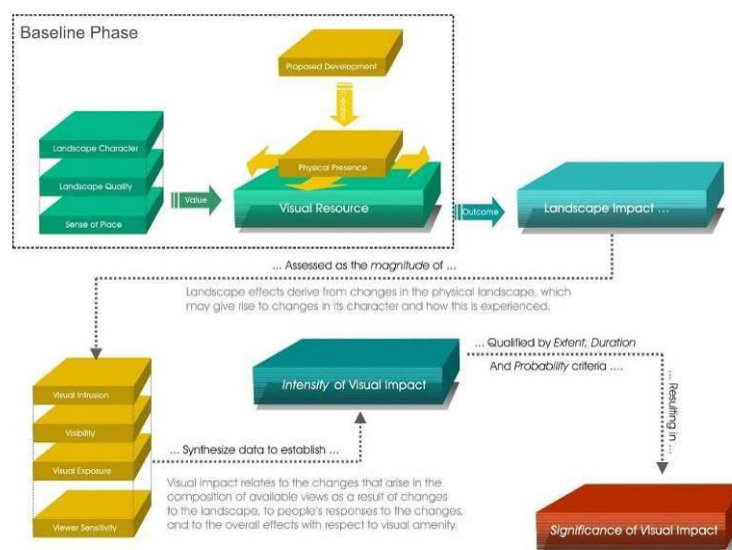 Baseline Phase
Proposed Development
Creates
Landscape Character
Landscape Quality
Sense of Place
Value
Physical Presence
Visual Resource
Outcome
Landscape Impact ...
... Assessed as the magnitude of ...
Landscape effects derive from changes in the physical landscape, which
may give rise to changes in its character and how this is experienced.
Visual Intrusion
Visibility
Visual Exposure
Viewer Sensitivity
... Synthesize data to establish ...
Intensity of Visual Impact
Visual impact relates to the changes that arise in the
composition of available views as a result of changes
to the landscape, to people's responses to the changes,
and to the overall effects with respect to visual amenity.
... Qualified by Extent, Duration
And Probability criteria ....
... Resulting in ...
Significance of Visual Impact